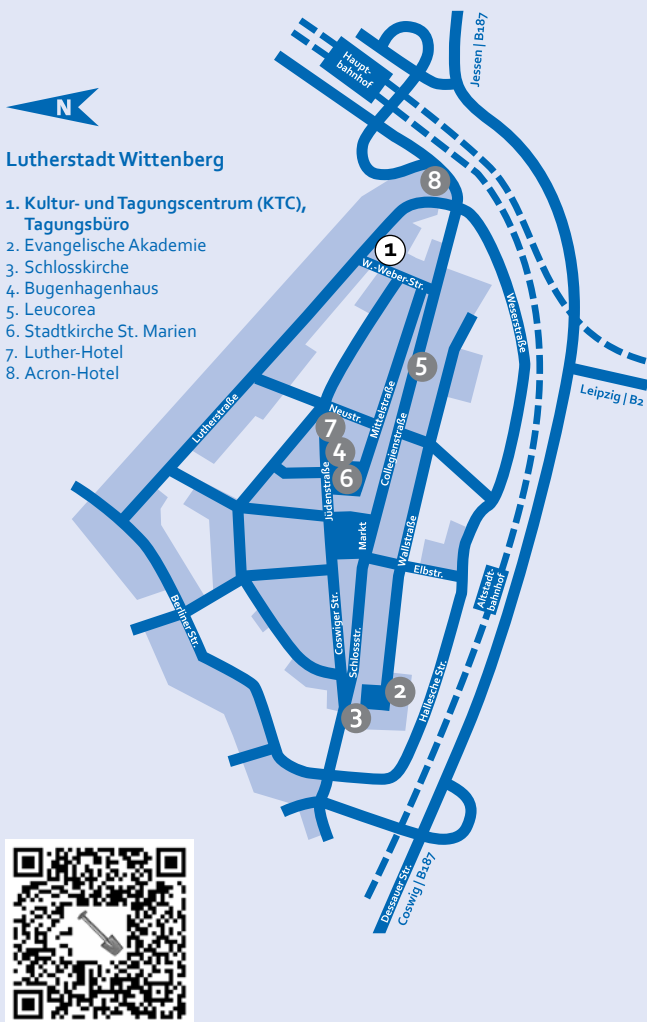 Jessen | B187
Haupt-
bahnhof
N
Lutherstadt Wittenberg
1. Kultur- und Tagungscentrum (KTC),
Tagungsbüro
2. Evangelische Akademie
3. Schlosskirche
4. Bugenhagenhaus
5. Leucorea
6. Stadtkirche St. Marien
7. Luther-Hotel
8. Acron-Hotel
8
1
W.-Weber-Str.
Weserstraße
5
Leipzig | B2
Lutherstraße
Neustr.
Mittelstraße
Collegienstraße
7
4
6
Jüdenstraße
Markt
Wallstraße
Elbstr.
Altstadt-
bahnhof
Berliner Str.
Coswiger Str.
Schlossstr.
2
3
Hallesche Str.
Dessauer Str.
Coswig | B187